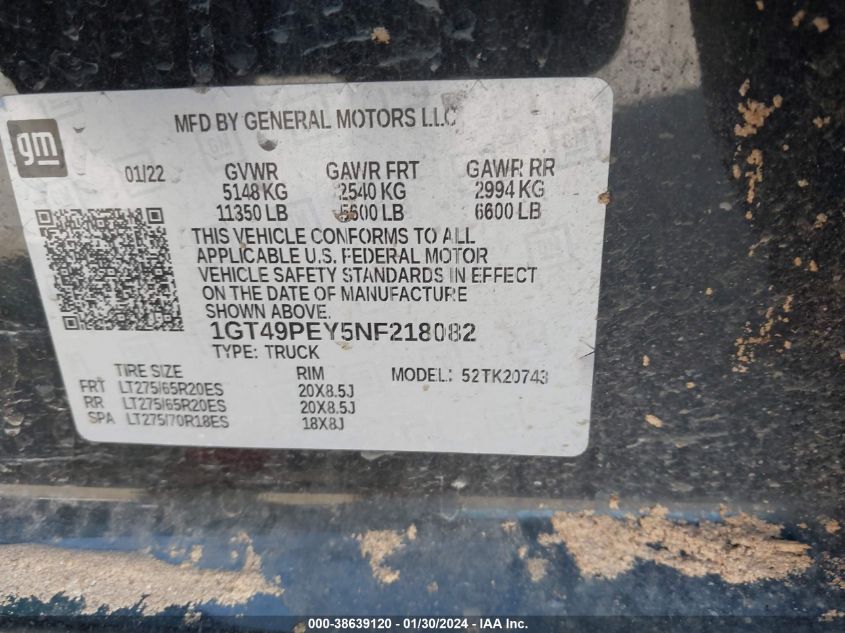 gm
MFD BY GENERAL MOTORS LLC
01/22 GVWR GAWR FRT GAWR RR
5148 KG 2540 KG 2994 KG
11350 LB 5600 LB 6600 LB
THIS VEHICLE CONFORMS TO ALL
APPLICABLE U.S. FEDERAL MOTOR
VEHICLE SAFETY STANDARDS IN EFFECT
ON THE DATE OF MANUFACTURE
SHOWN ABOVE.
1GT49PEY5NF218082
TYPE: TRUCK
TIRE SIZE RIM MODEL: 52TK20743
FRT LT275/65R20ES 20X8.5J
RR LT275/65R20ES 20X8.5J
SPA LT275/70R18ES 18X8J
000-38639120 - 01/30/2024 - IAA Inc.